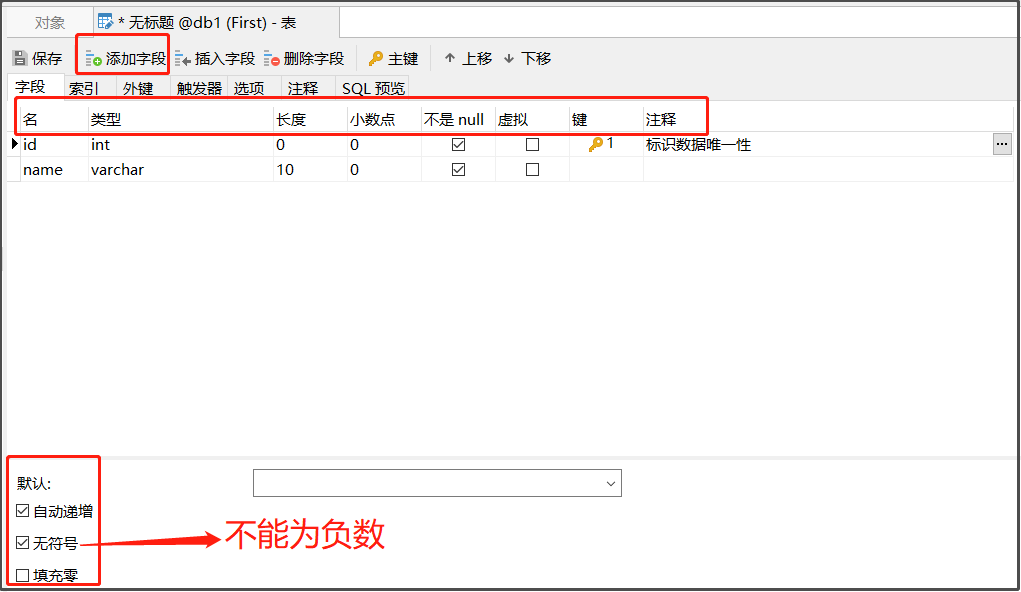 对象 * 无标题 @db1 (First) - 表
保存 添加字段 插入字段 删除字段 主键 上移 下移
字段 索引 外键 触发器 选项 注释 SQL 预览
名 类型 长度 小数点 不是 null 虚拟 键 注释
id int 0 0 1 标识数据唯一性 ...
name varchar 10 0
默认:
自动递增
无符号 不能为负数
填充零